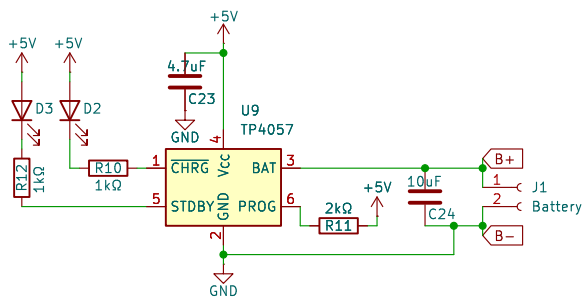 +5V
+5V
+5V
4.7uF
C23
GND
D3
D2
U9
TP4057
R12
1kΩ
R10
1kΩ
1
CHRG
4
Vcc
BAT
3
5
STDBY
GND
PROG
6
2
GND
+5V
2kΩ
R11
10uF
C24
B+
1
J1
2
Battery
B-